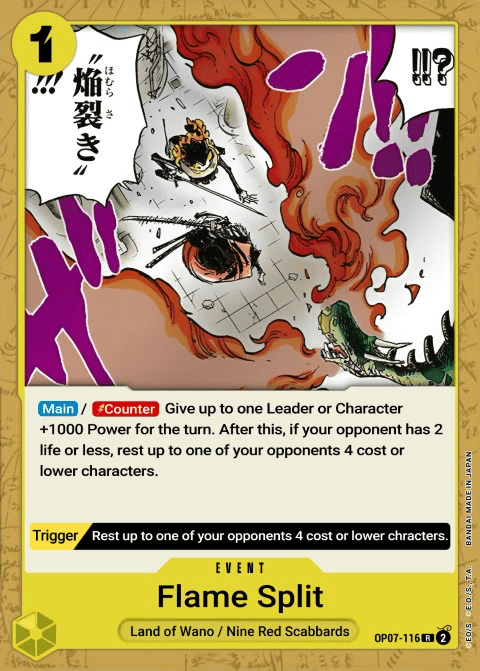 1
!!!
"焔裂き"
ほむら さ
!!?
Main / Counter Give up to one Leader or Character
+1000 Power for the turn. After this, if your opponent has 2
life or less, rest up to one of your opponents 4 cost or
lower characters.
Trigger Rest up to one of your opponents 4 cost or lower chracters.
EVENT
Flame Split
Land of Wano / Nine Red Scabbards
OP07-116 R 2
©E.O./S. ©E.O./S.,T.A. BANDAI MADE IN JAPAN